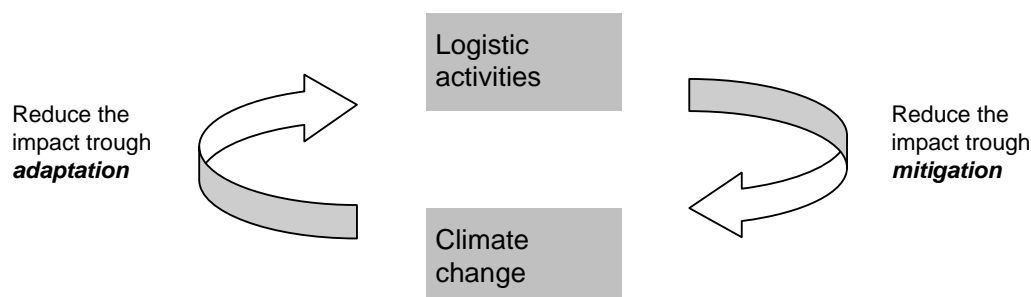 Logistic
activities
Reduce the
impact trough
adaptation
Reduce the
impact trough
mitigation
Climate
change